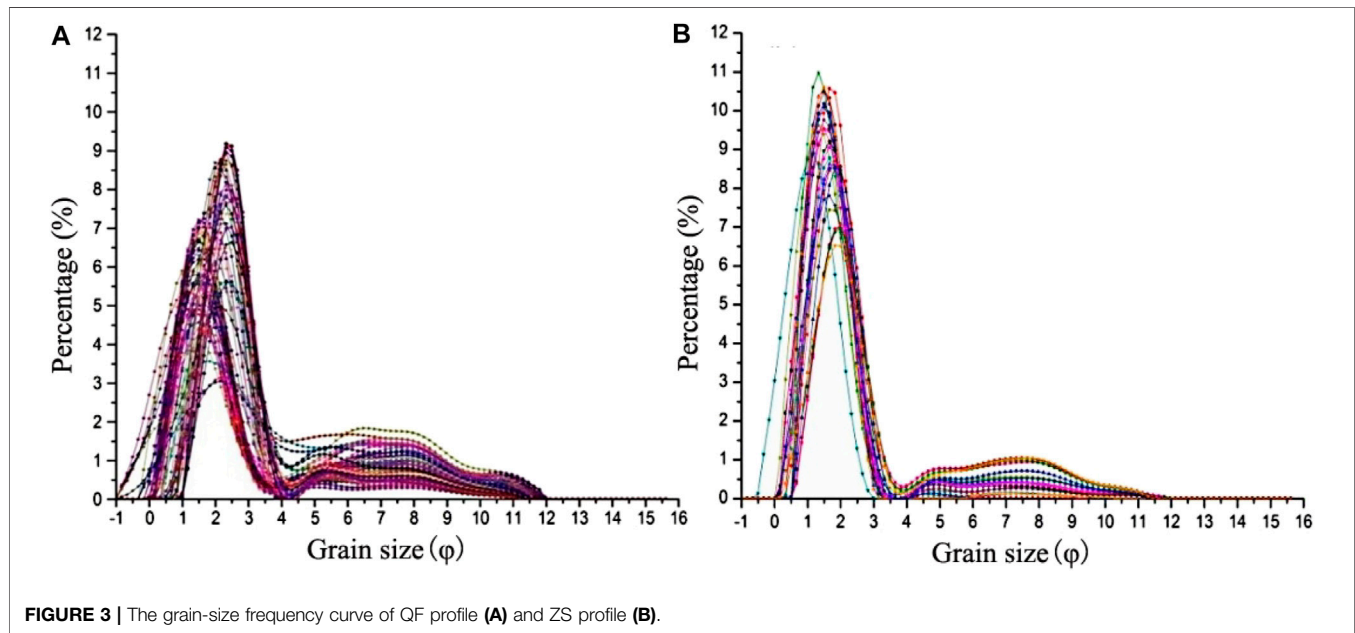 A
12
11
10
9
8
7
6
5
4
3
2
1
0
Percentage (%)
-1 0 1 2 3 4 5 6 7 8 9 10 11 12 13 14 15 16
Grain size (φ)
B
12
11
10
9
8
7
6
5
4
3
2
1
0
Percentage (%)
-1 0 1 2 3 4 5 6 7 8 9 10 11 12 13 14 15 16
Grain size (φ)
FIGURE 3 | The grain-size frequency curve of QF profile (A) and ZS profile (B).